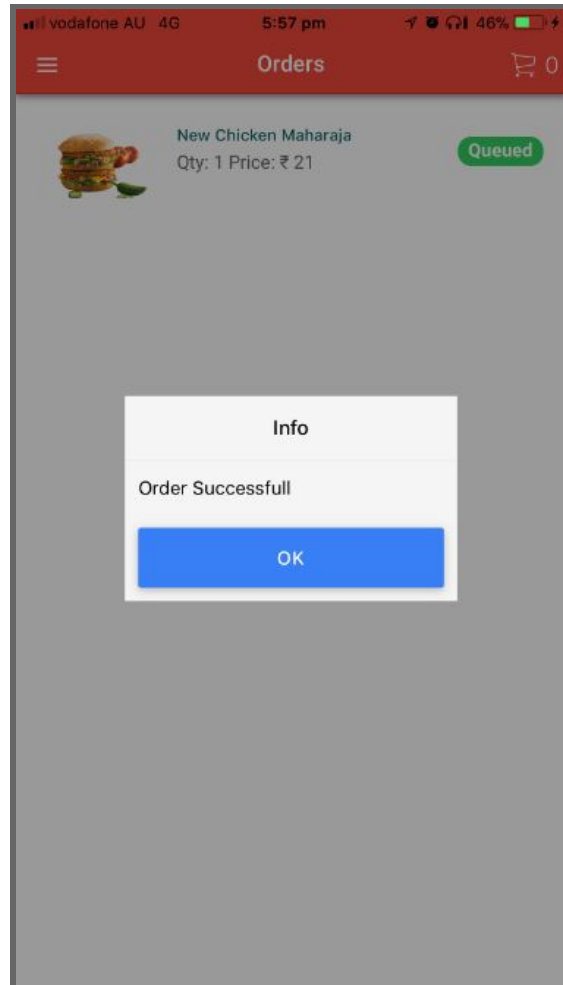 vodafone AU 4G 5:57 pm 46%
Orders 0
New Chicken Maharaja
Qty: 1 Price: ₹ 21
Queued
Info
Order Successfull
OK